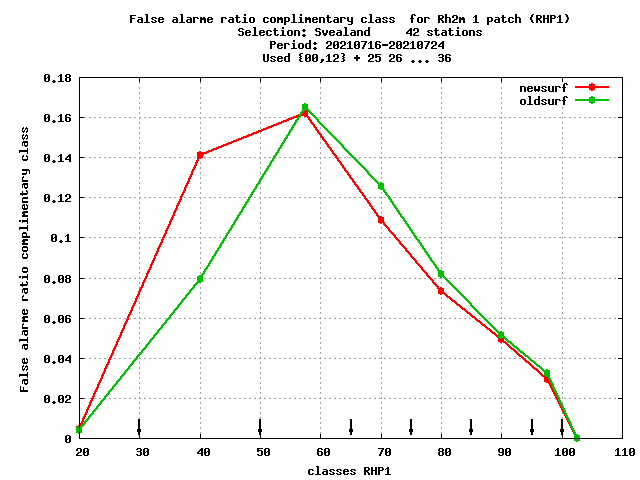 False alarme ratio complimentary class  for Rh2m 1 patch (RHP1)
Selection: Svealand     42 stations
Period: 20210716-20210724
Used {00,12} + 25 26 ... 36
newsurf
oldsurf
False alarme ratio complimentary class
0.18
0.16
0.14
0.12
0.1
0.08
0.06
0.04
0.02
0
20 30 40 50 60 70 80 90 100 110
classes RHP1